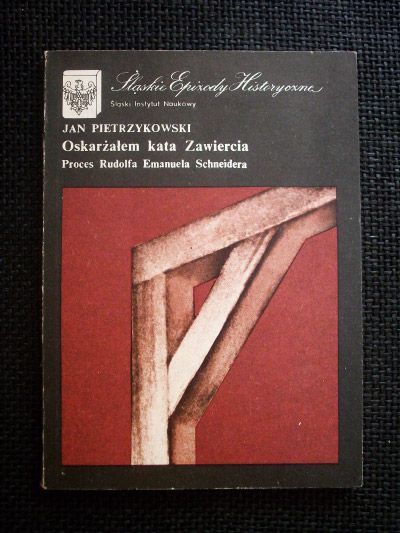 Śląskie Epizody Historyczne
Śląski Instytut Naukowy
JAN PIETRZYKOWSKI
Oskarżałem kata Zawiercia
Proces Rudolfa Emanuela Schneidera